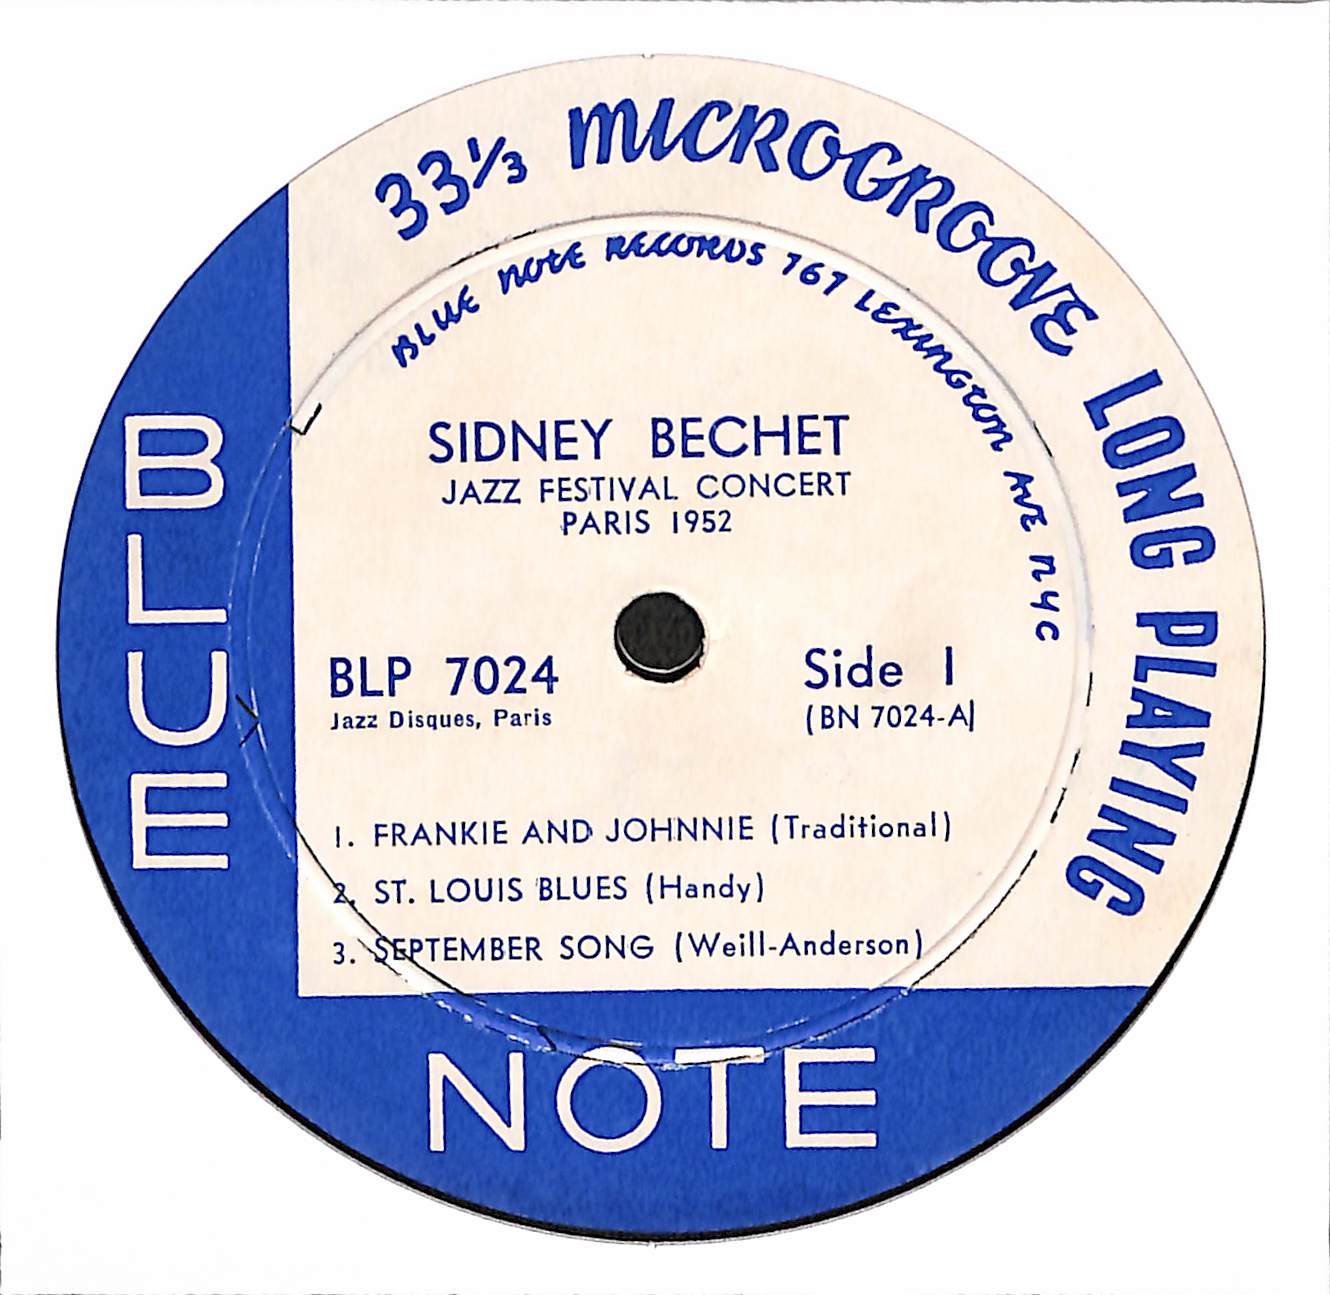 33⅓ MICROGROOVE LONG PLAYING
BLUE NOTE RECORDS 767 LEXINGTON AVE NYC
SIDNEY BECHET
JAZZ FESTIVAL CONCERT
PARIS 1952
BLP 7024
Jazz Disques, Paris
Side 1
(BN 7024-A)
1. FRANKIE AND JOHNNIE (Traditional)
2. ST. LOUIS BLUES (Handy)
3. SEPTEMBER SONG (Weill-Anderson)
BLUE
NOTE